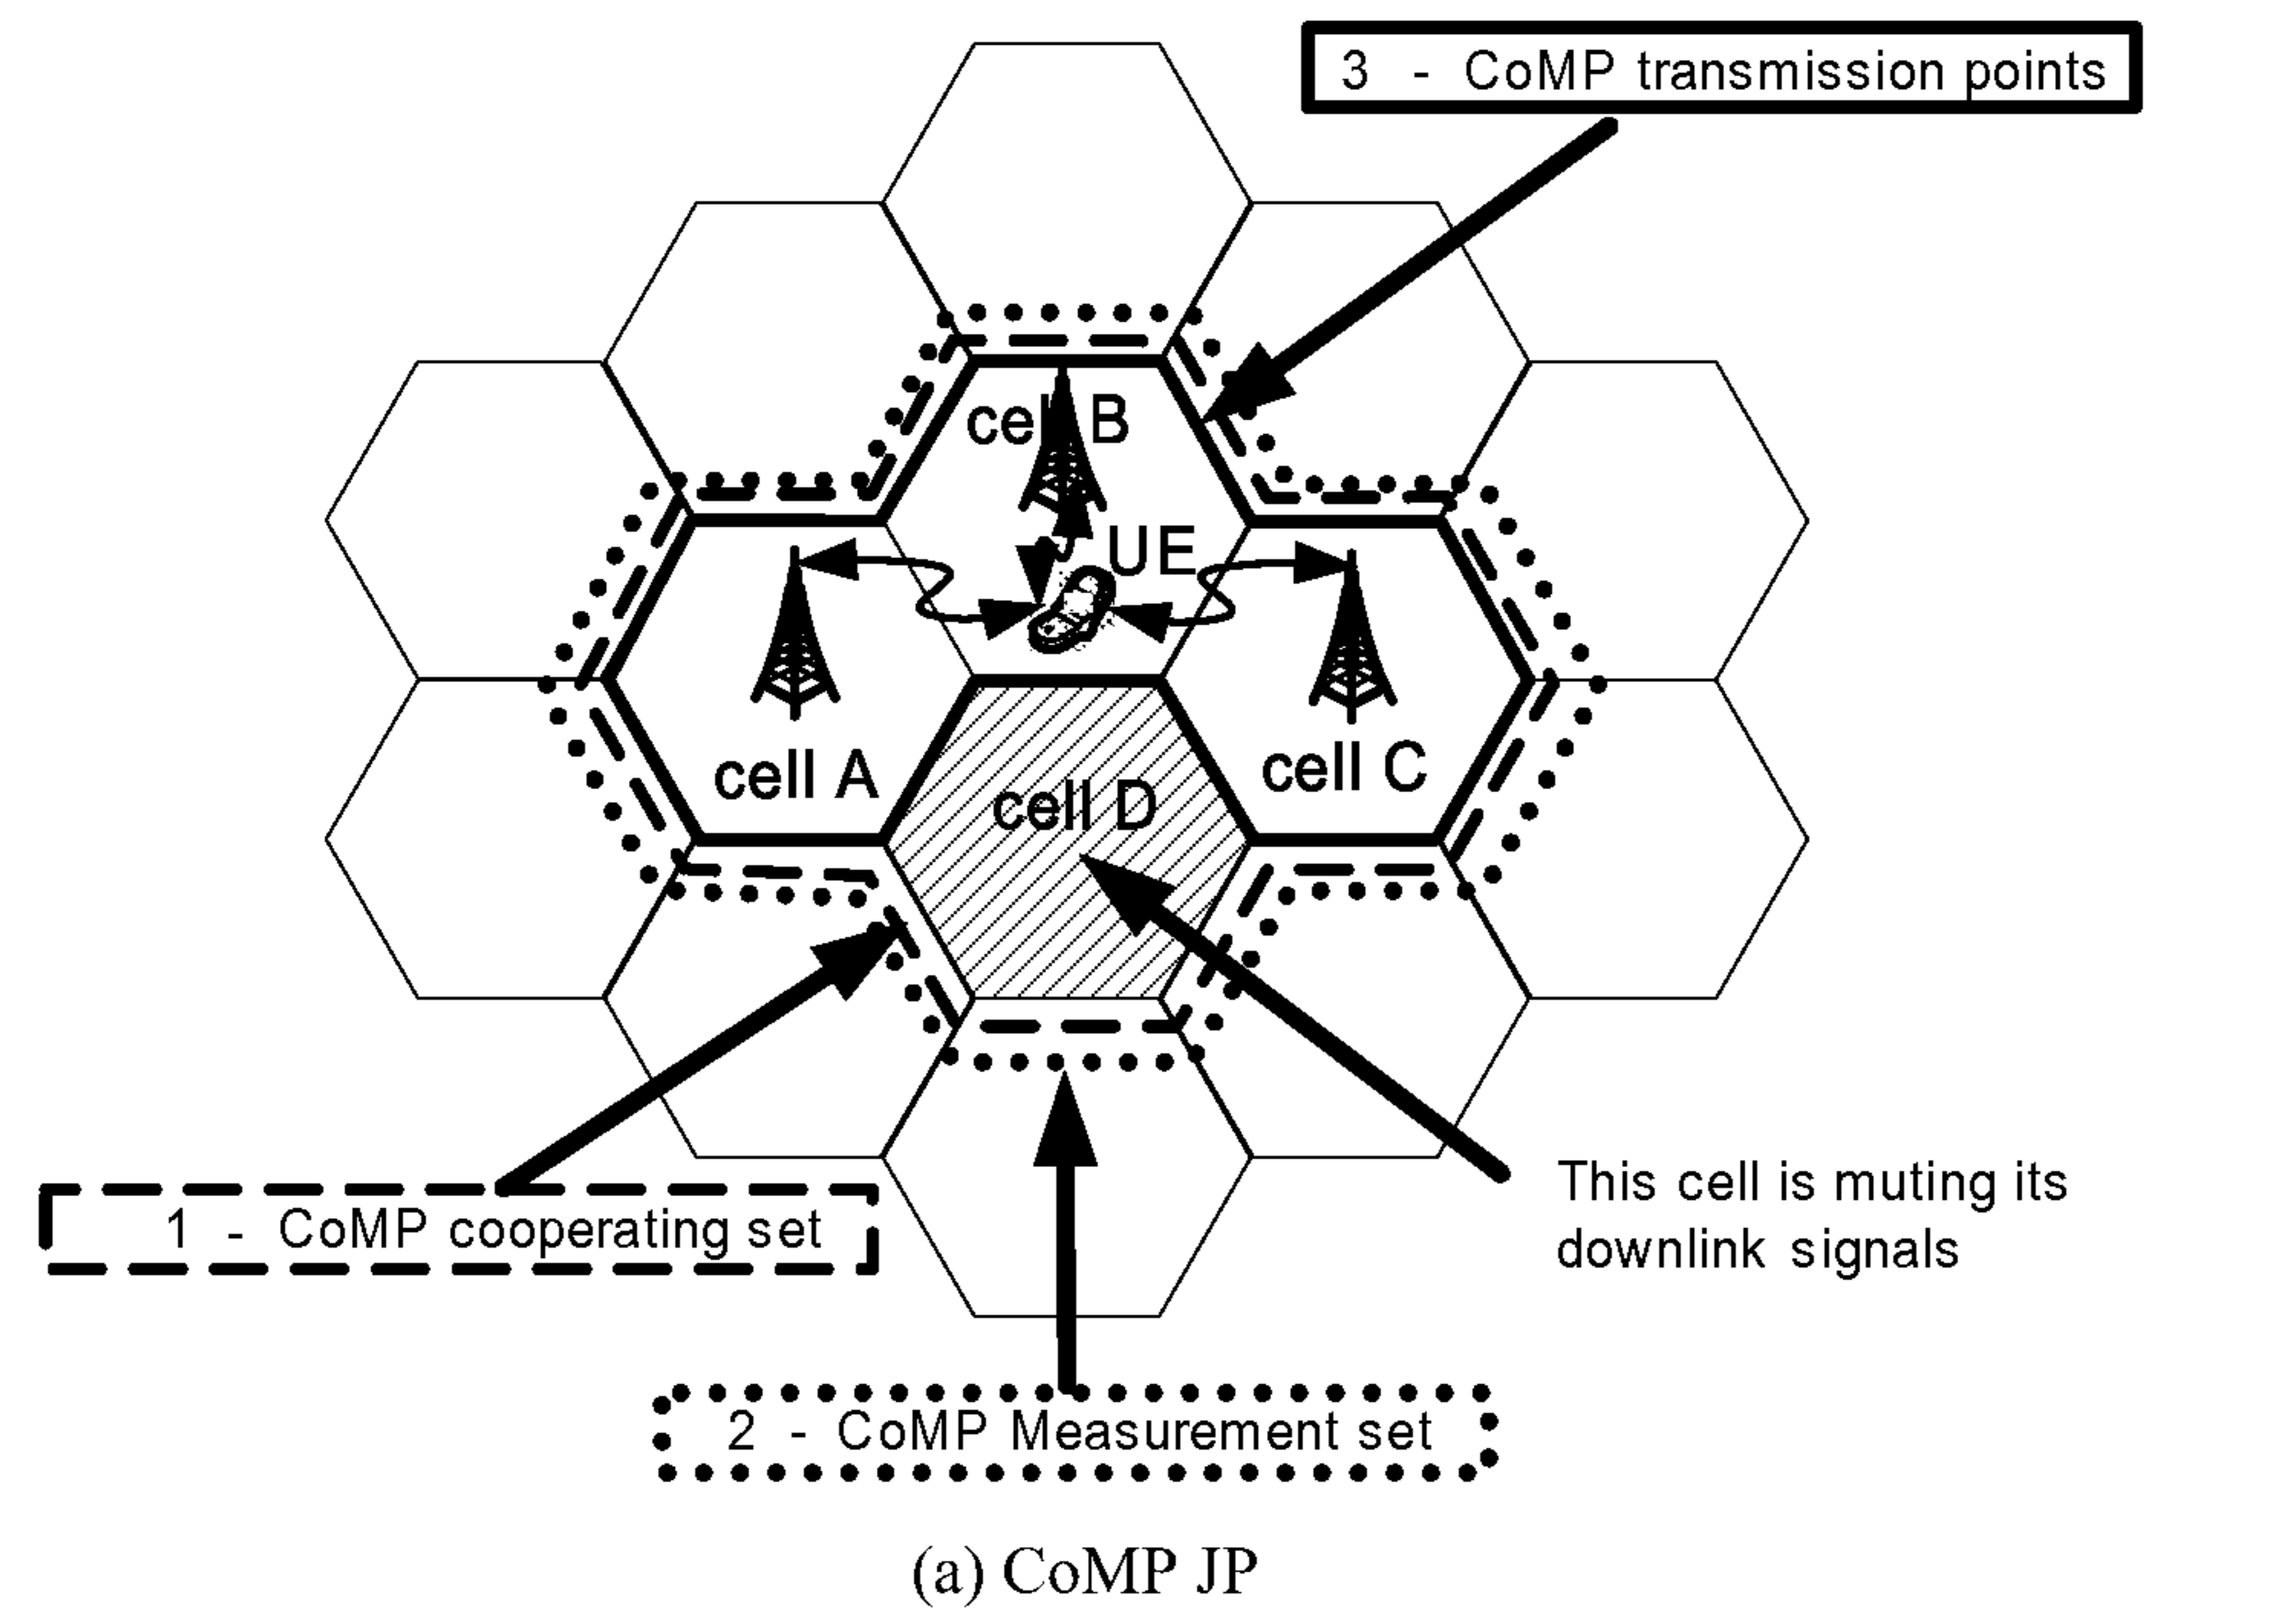 3 - CoMP transmission points
cell B
UE
cell A
cell C
cell D
This cell is muting its
downlink signals
1 - CoMP cooperating set
2 - CoMP Measurement set
(a) CoMP JP